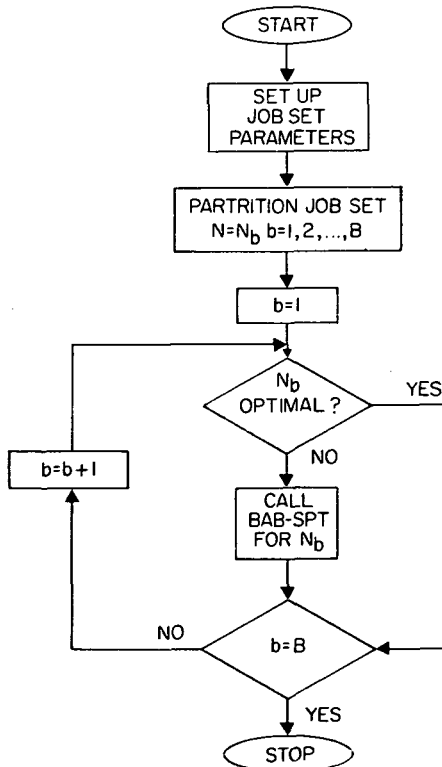 START
SET UP
JOB SET
PARAMETERS
PARTRITION JOB SET
N=N_b b=1,2,...,B
b=1
N_b
OPTIMAL?
YES
NO
b=b+1
CALL
BAB-SPT
FOR N_b
NO
b=B
YES
STOP